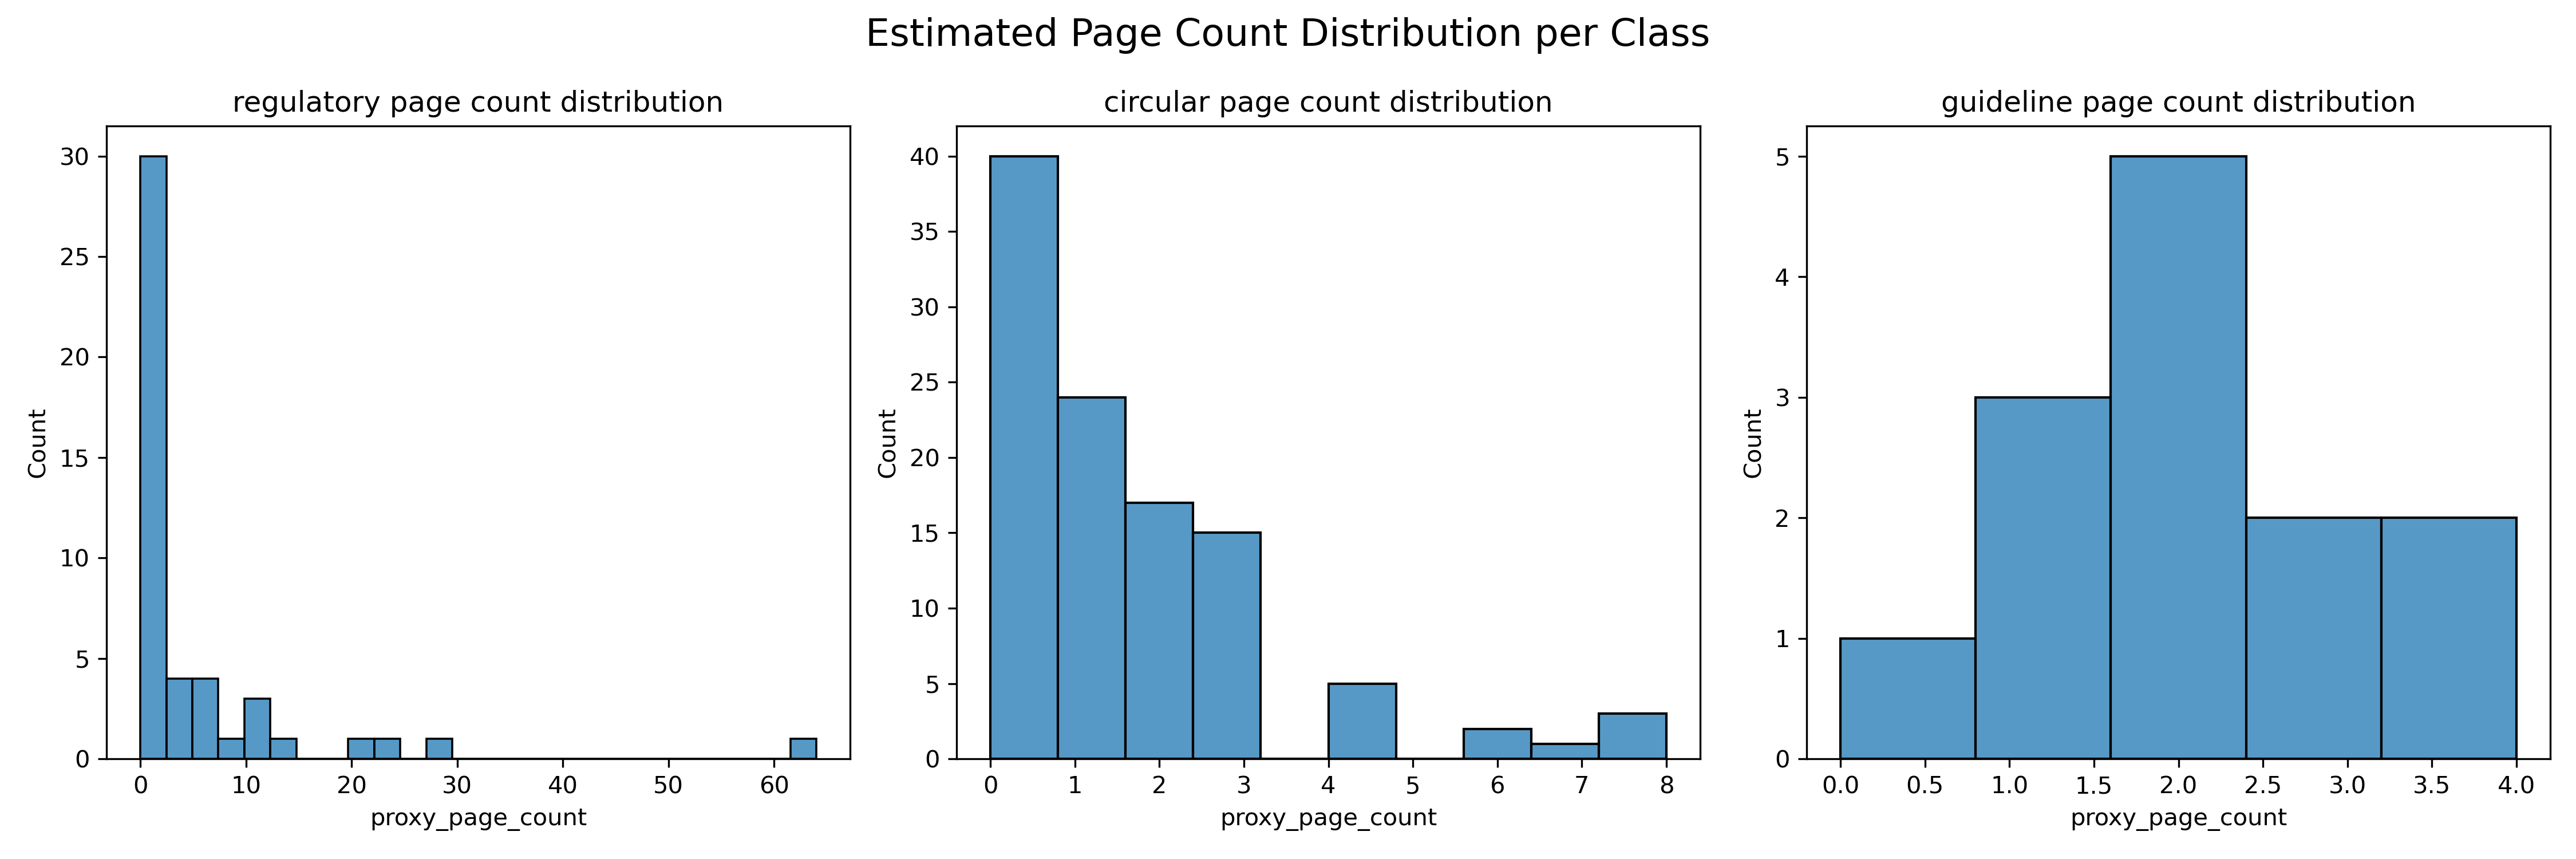 Estimated Page Count Distribution per Class
regulatory page count distribution
30
25
20
15
10
5
0
Count
0 10 20 30 40 50 60
proxy_page_count
circular page count distribution
40
35
30
25
20
15
10
5
0
Count
0 1 2 3 4 5 6 7 8
proxy_page_count
guideline page count distribution
5
4
3
2
1
0
Count
0.0 0.5 1.0 1.5 2.0 2.5 3.0 3.5 4.0
proxy_page_count